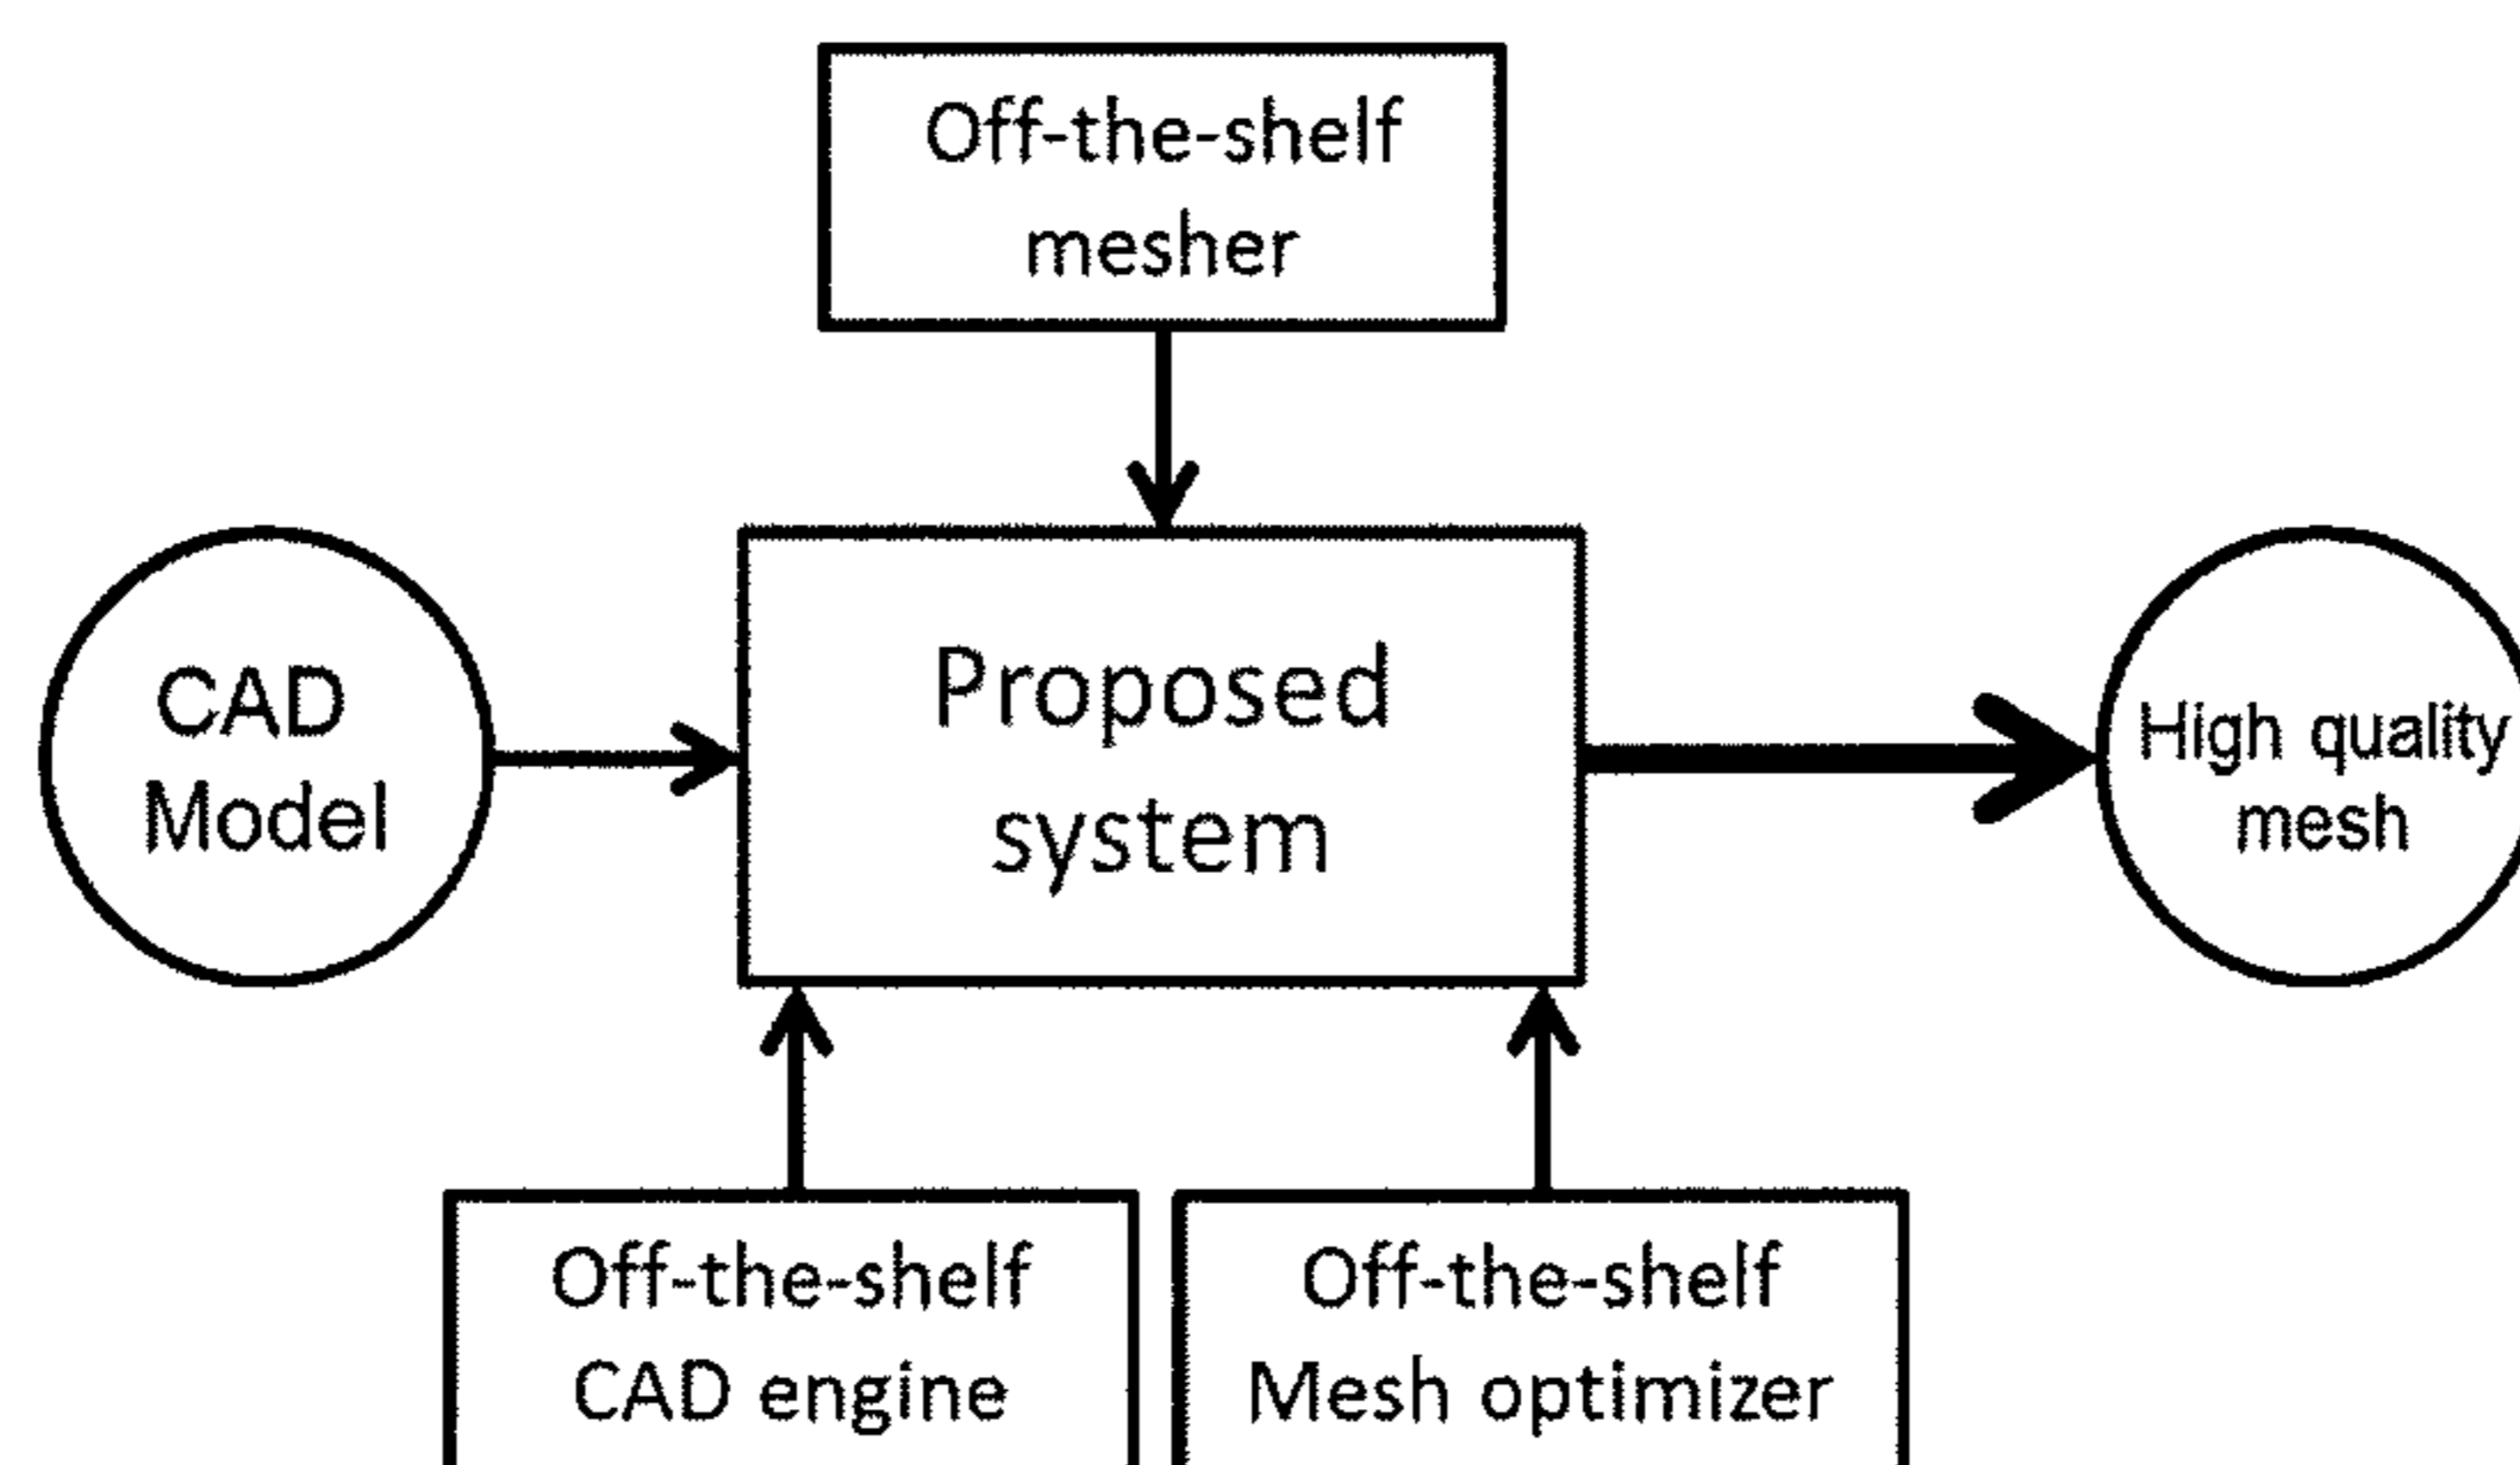 Off-the-shelf
mesher
CAD
Model
Proposed
system
High quality
mesh
Off-the-shelf
CAD engine
Off-the-shelf
Mesh optimizer